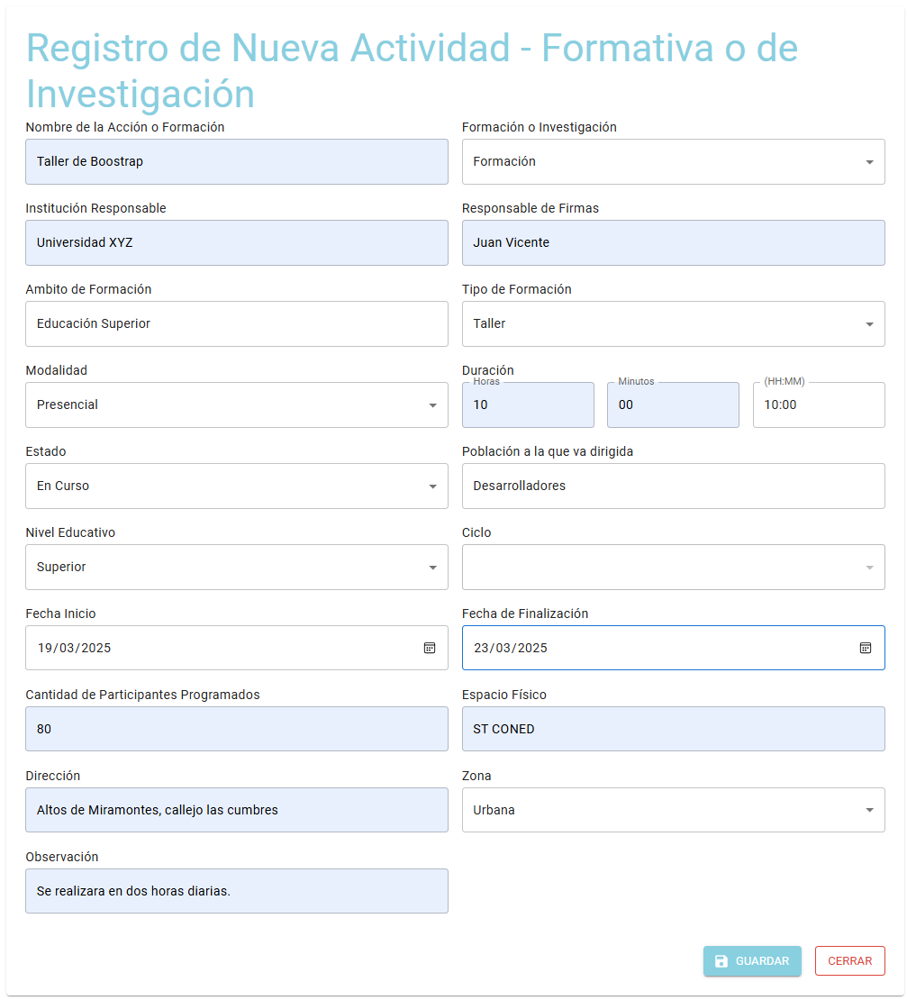 Registro de Nueva Actividad - Formativa o de
Investigación
Nombre de la Acción o Formación
Formación o Investigación
Taller de Boostrap
Formación
Institución Responsable
Responsable de Firmas
Universidad XYZ
Juan Vicente
Ambito de Formación
Tipo de Formación
Educación Superior
Taller
Modalidad
Duración
Presencial
Horas
10
Minutos
00
(HH:MM)
10:00
Estado
Población a la que va dirigida
En Curso
Desarrolladores
Nivel Educativo
Ciclo
Superior
Fecha Inicio
Fecha de Finalización
19/03/2025
23/03/2025
Cantidad de Participantes Programados
Espacio Físico
80
ST CONED
Dirección
Zona
Altos de Miramontes, callejo las cumbres
Urbana
Observación
Se realizara en dos horas diarias.
GUARDAR
CERRAR